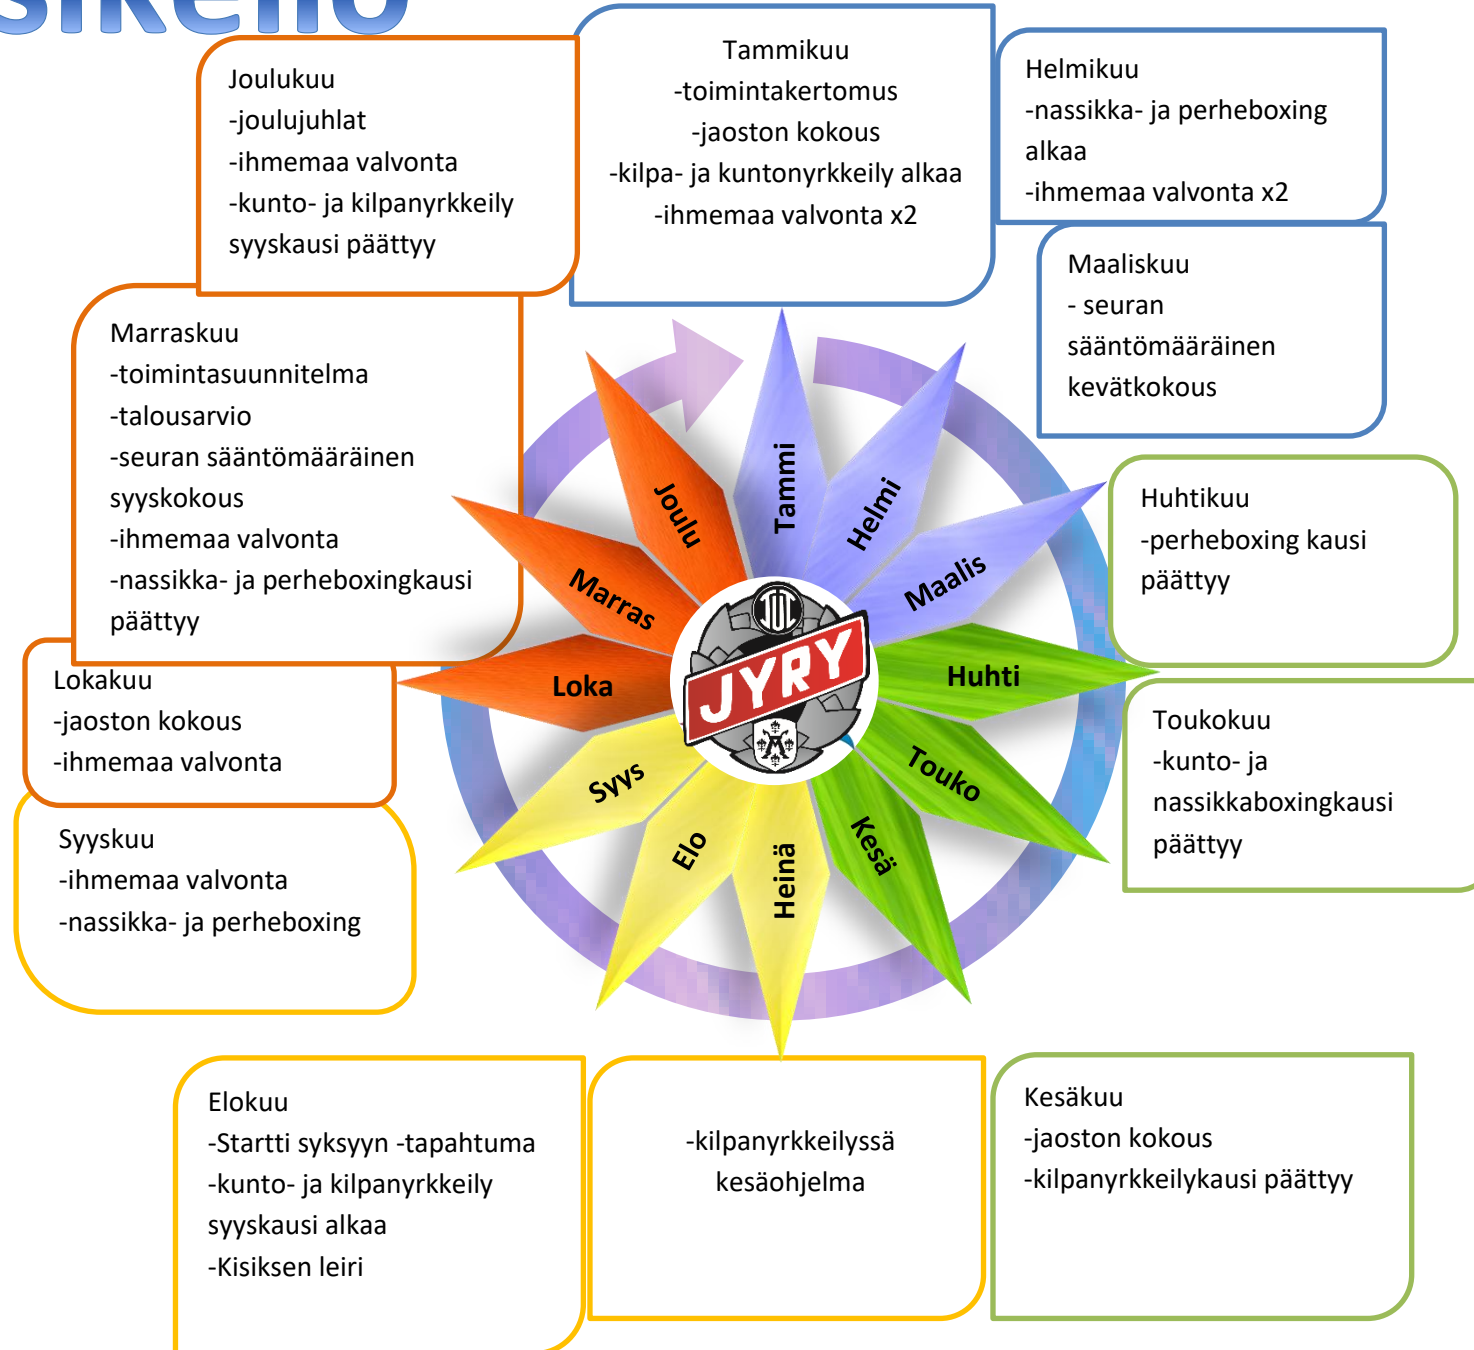 sikello
Joulukuu
-joulujuhlat
-ihmemaa valvonta
-kunto- ja kilpanyrkkeily
syyskausi päättyy
Tammikuu
-toimintakertomus
-jaoston kokous
-kilpa- ja kuntonyrkkeily alkaa
-ihmemaa valvonta x2
Helmikuu
-nassikka- ja perheboxing
alkaa
-ihmemaa valvonta x2
Maaliskuu
- seuran
sääntömääräinen
kevätkokous
Marraskuu
-toimintasuunnitelma
-talousarvio
-seuran sääntömääräinen
syyskokous
-ihmemaa valvonta
-nassikka- ja perheboxingkausi
päättyy
Huhtikuu
-perheboxing kausi
päättyy
Lokakuu
-jaoston kokous
-ihmemaa valvonta
Toukokuu
-kunto- ja
nassikkaboxingkausi
päättyy
Syyskuu
-ihmemaa valvonta
-nassikka- ja perheboxing
Tammi
Helmi
Maalis
Huhti
Touko
Kesä
Heinä
Elo
Syys
Loka
Marras
Joulu
JYRY
Elokuu
-Startti syksyyn -tapahtuma
-kunto- ja kilpanyrkkeily
syyskausi alkaa
-Kisiksen leiri
-kilpanyrkkeilyssä
kesäohjelma
Kesäkuu
-jaoston kokous
-kilpanyrkkeilykausi päättyy